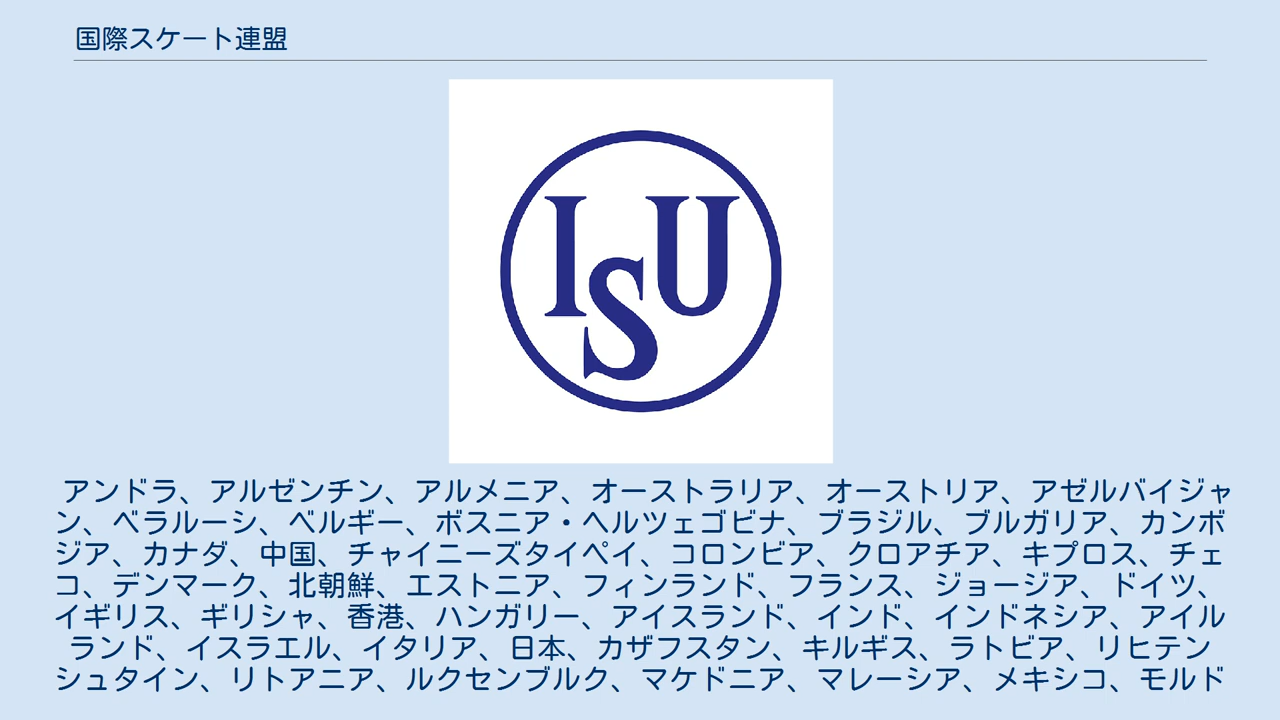 国際スケート連盟
ISU
アンドラ、アルゼンチン、アルメニア、オーストラリア、オーストリア、アゼルバイジャ
ン、ベラルーシ、ベルギー、ボスニア・ヘルツェゴビナ、ブラジル、ブルガリア、カンボ
ジア、カナダ、中国、チャイニーズタイペイ、コロンビア、クロアチア、キプロス、チェ
コ、デンマーク、北朝鮮、エストニア、フィンランド、フランス、ジョージア、ドイツ、
イギリス、ギリシャ、香港、ハンガリー、アイスランド、インド、インドネシア、アイル
ランド、イスラエル、イタリア、日本、カザフスタン、キルギス、ラトビア、リヒテン
シュタイン、リトアニア、ルクセンブルク、マケドニア、マレーシア、メキシコ、モルド